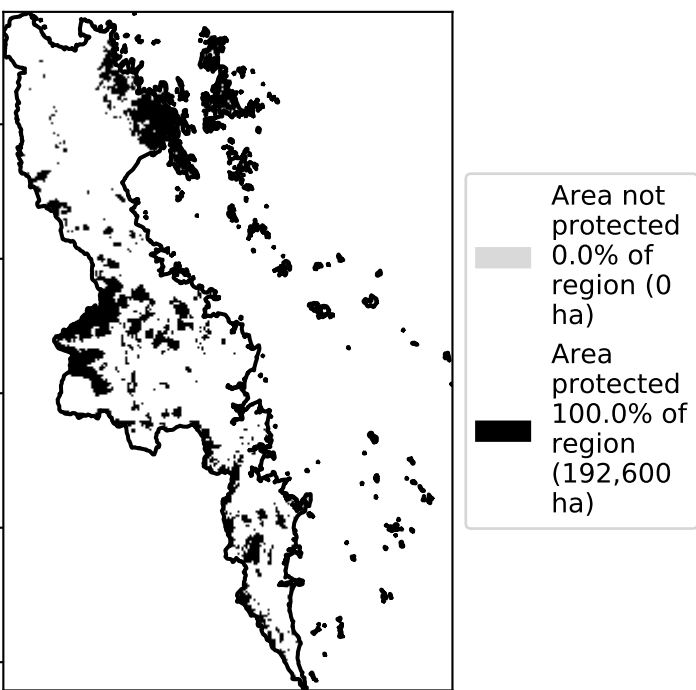 Area not
protected
0.0% of
region (0
ha)
Area
protected
100.0% of
region
(192,600
ha)